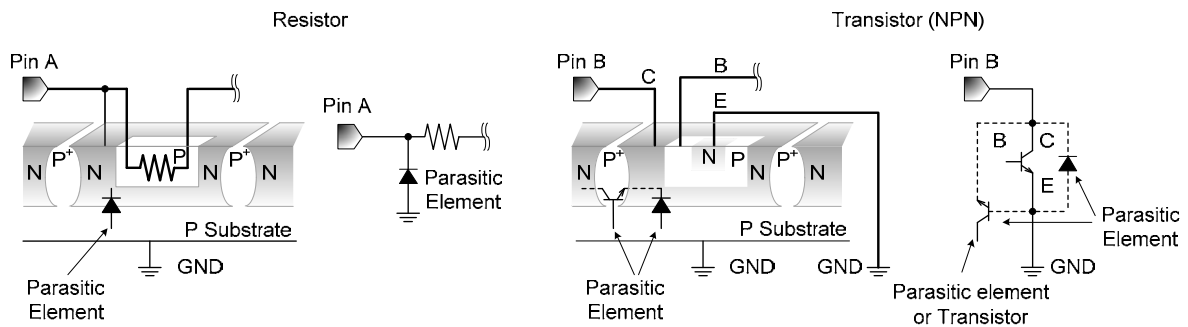 Resistor
Transistor (NPN)
Pin A
Pin B
Pin B
C
B
E
Pin A
N
P+
N
P
N
P+
N
Parasitic
Element
P Substrate
GND
Parasitic
Element
N
P+
N
N
P
N
P+
N
P Substrate
GND
GND
Parasitic
Element
B
C
E
Parasitic
Element
GND
Parasitic element
or Transistor